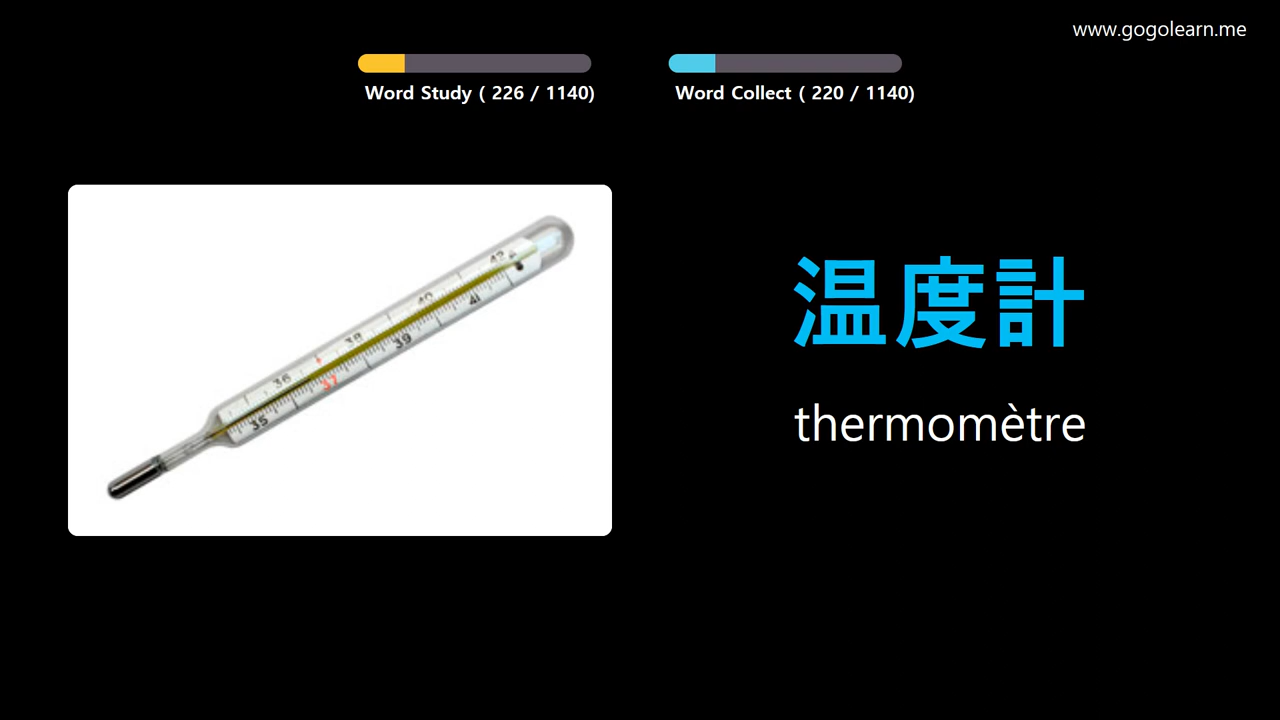 www.gogolearn.me
Word Study ( 226 / 1140)
Word Collect ( 220 / 1140)
温度計
thermomètre
42
40
41
38
39
36
37
35